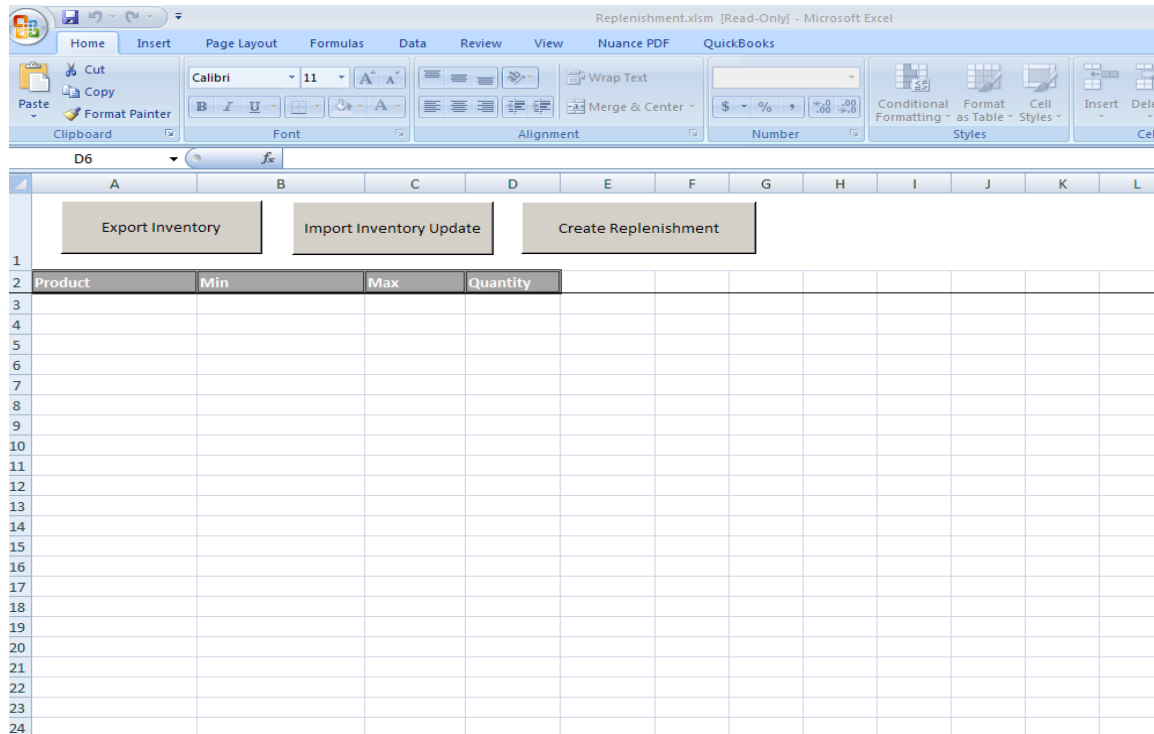 Replenishment.xlsm [Read-Only] - Microsoft Excel
Home Insert Page Layout Formulas Data Review View Nuance PDF QuickBooks
Paste
Cut
Copy
Format Painter
Clipboard
Calibri 11
B I U
Font
Wrap Text
Merge & Center
Alignment
$ % ,
Number
Conditional Formatting
Format as Table
Cell Styles
Styles
Insert
Dele
Cel
D6 fx
A B C D E F G H I J K L
Export Inventory Import Inventory Update Create Replenishment
1
2 Product Min Max Quantity
3
4
5
6
7
8
9
10
11
12
13
14
15
16
17
18
19
20
21
22
23
24